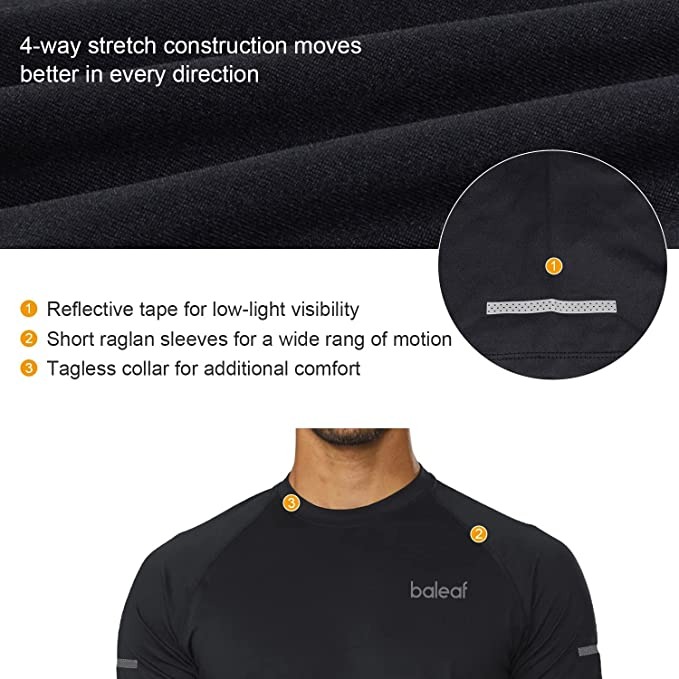 4-way stretch construction moves
better in every direction
1
1 Reflective tape for low-light visibility
2 Short raglan sleeves for a wide rang of motion
3 Tagless collar for additional comfort
3
2
baleaf